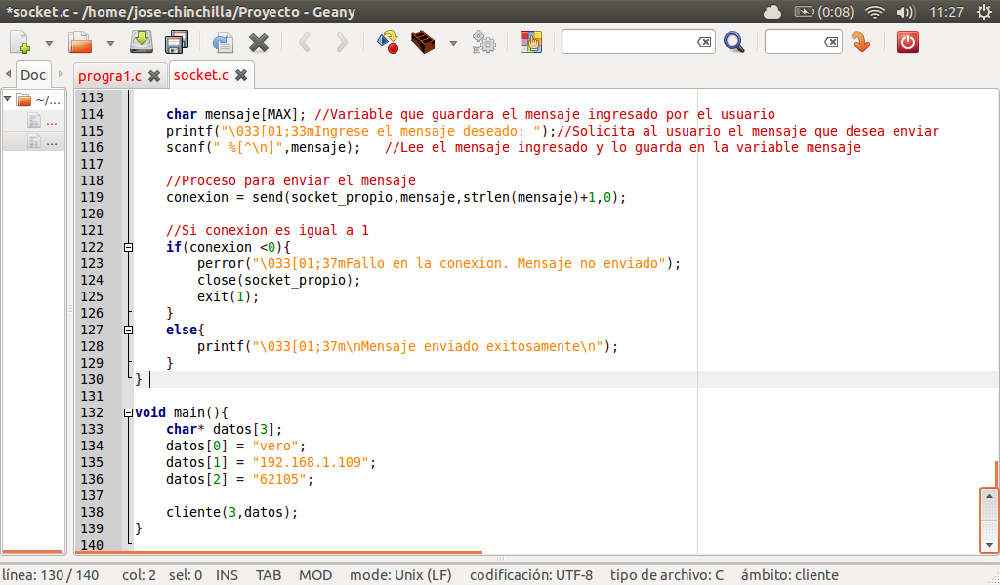 *socket.c - /home/jose-chinchilla/Proyecto - Geany
(0:08) 11:27
Doc
progra1.c
socket.c
~/...
...
...
113
114 char mensaje[MAX]; //Variable que guardara el mensaje ingresado por el usuario
115 printf("\033[01;33mIngrese el mensaje deseado: ");//Solicita al usuario el mensaje que desea enviar
116 scanf(" %[^\n]",mensaje); //Lee el mensaje ingresado y lo guarda en la variable mensaje
117
118 //Proceso para enviar el mensaje
119 conexion = send(socket_propio,mensaje,strlen(mensaje)+1,0);
120
121 //Si conexion es igual a 1
122 if(conexion <0){
123 perror("\033[01;37mFallo en la conexion. Mensaje no enviado");
124 close(socket_propio);
125 exit(1);
126 }
127 else{
128 printf("\033[01;37m\nMensaje enviado exitosamente\n");
129 }
130 }
131
132 void main(){
133 char* datos[3];
134 datos[0] = "vero";
135 datos[1] = "192.168.1.109";
136 datos[2] = "62105";
137
138 cliente(3,datos);
139 }
140
línea: 130 / 140 col: 2 sel: 0 INS TAB MOD modo: Unix (LF) codificación: UTF-8 tipo de archivo: C ámbito: cliente